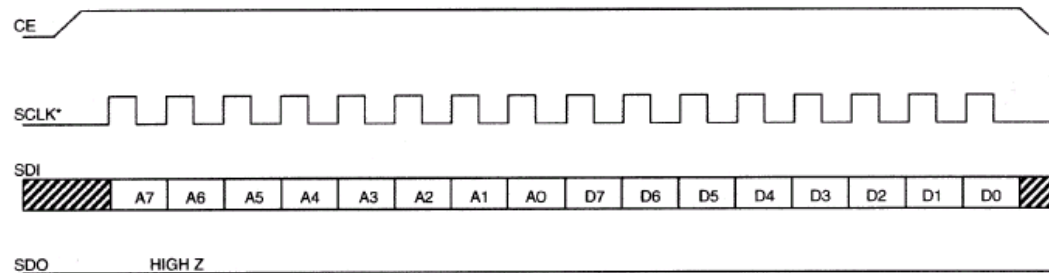 CE
SCLK*
SDI
A7 A6 A5 A4 A3 A2 A1 A0 D7 D6 D5 D4 D3 D2 D1 D0
SDO HIGH Z